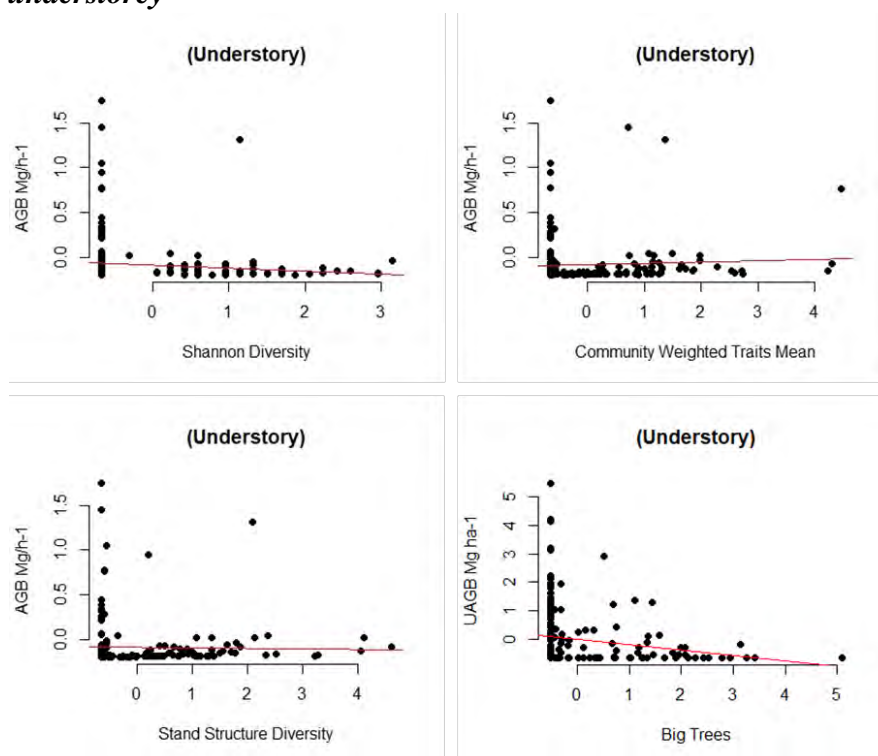 understorey
(Understory)
AGB Mg/h-1
0.0 0.5 1.0 1.5
0 1 2 3
Shannon Diversity
(Understory)
AGB Mg/h-1
0.0 0.5 1.0 1.5
0 1 2 3 4
Community Weighted Traits Mean
(Understory)
AGB Mg/h-1
0.0 0.5 1.0 1.5
0 1 2 3 4
Stand Structure Diversity
(Understory)
UAGB Mg ha-1
0 1 2 3 4 5
0 1 2 3 4 5
Big Trees